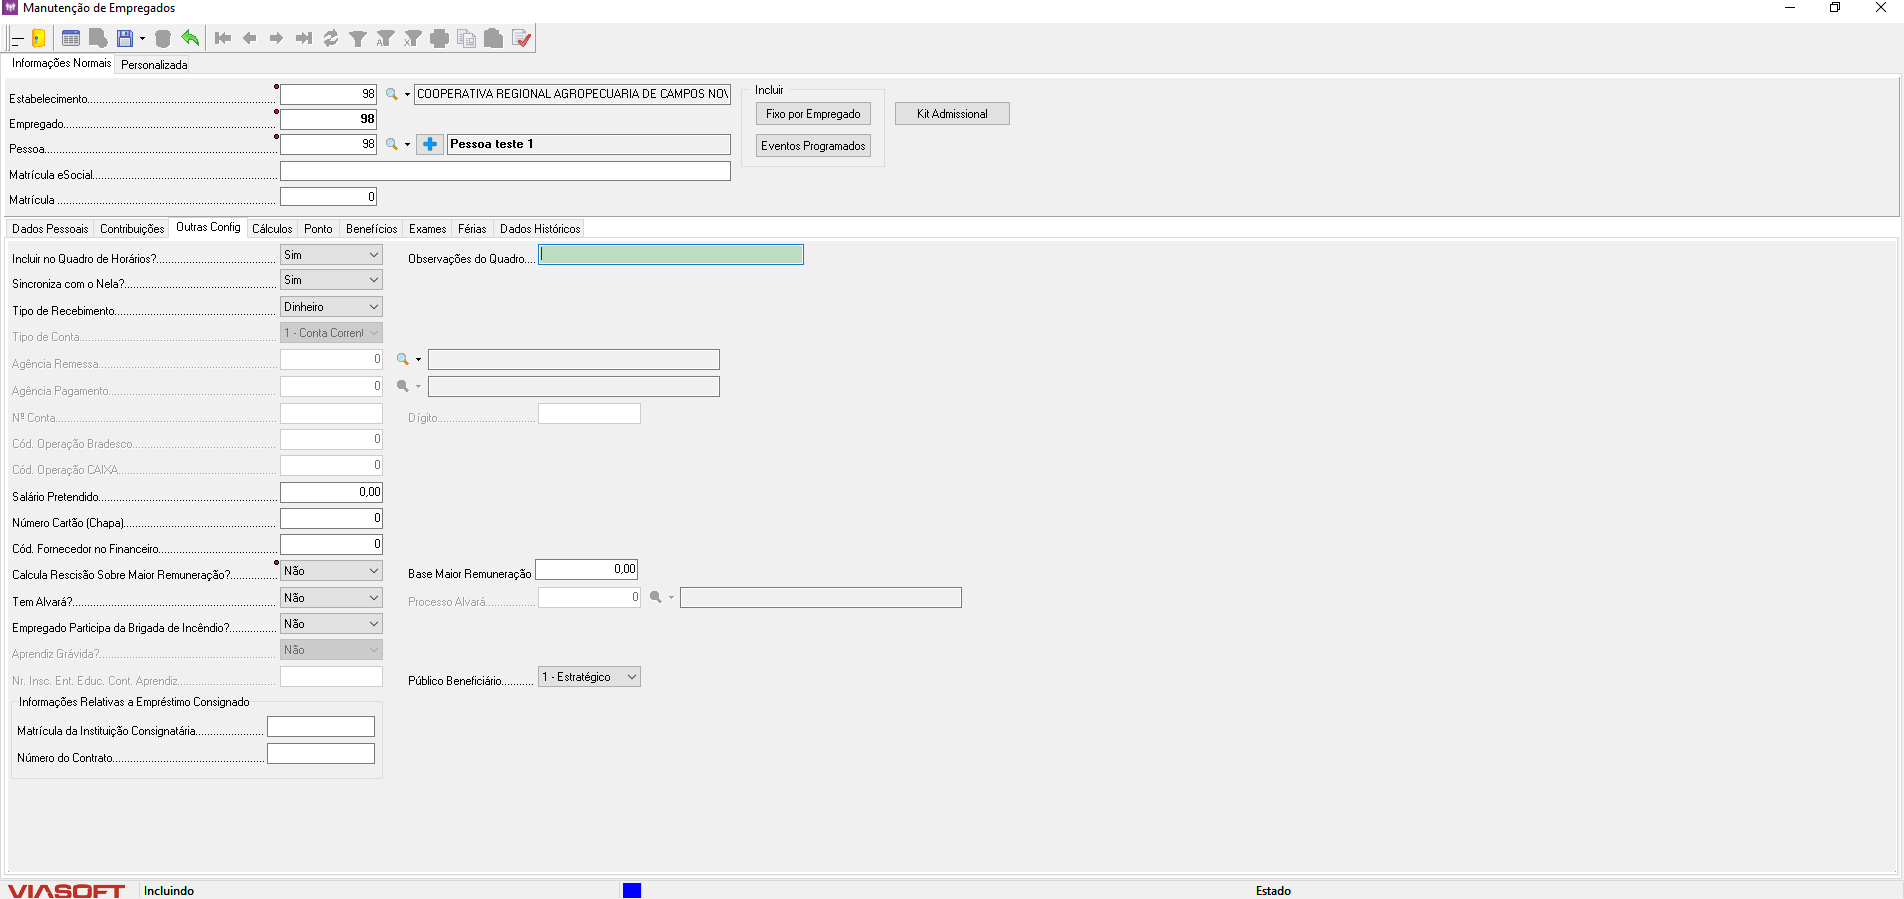 Manutenção de Empregados
Informações Normais Personalizada
Estabelecimento 98 COOPERATIVA REGIONAL AGROPECUARIA DE CAMPOS NOV
Empregado 98
Pessoa 98 Pessoa teste 1
Matrícula eSocial
Matrícula 0
Incluir
Fixo por Empregado
Eventos Programados
Kit Admissional
Dados Pessoais Contribuições Outras Config Cálculos Ponto Benefícios Exames Férias Dados Históricos
Incluir no Quadro de Horários? Sim Observações do Quadro
Sincroniza com o Nela? Sim
Tipo de Recebimento Dinheiro
Tipo de Conta 1 - Conta Corrent
Agência Remessa 0
Agência Pagamento 0
Nº Conta Dígito
Cód. Operação Bradesco 0
Cód. Operação CAIXA 0
Salário Pretendido 0,00
Número Cartão (Chapa) 0
Cód. Fornecedor no Financeiro 0
Calcula Rescisão Sobre Maior Remuneração? Não Base Maior Remuneração 0,00
Tem Alvará? Não Processo Alvará 0
Empregado Participa da Brigada de Incêndio? Não
Aprendiz Grávida? Não
Nr. Insc. Ent. Educ. Cont. Aprendiz Público Beneficiário 1 - Estratégico
Informações Relativas a Empréstimo Consignado
Matrícula da Instituição Consignatária
Número do Contrato
VIASOFT Incluindo Estado